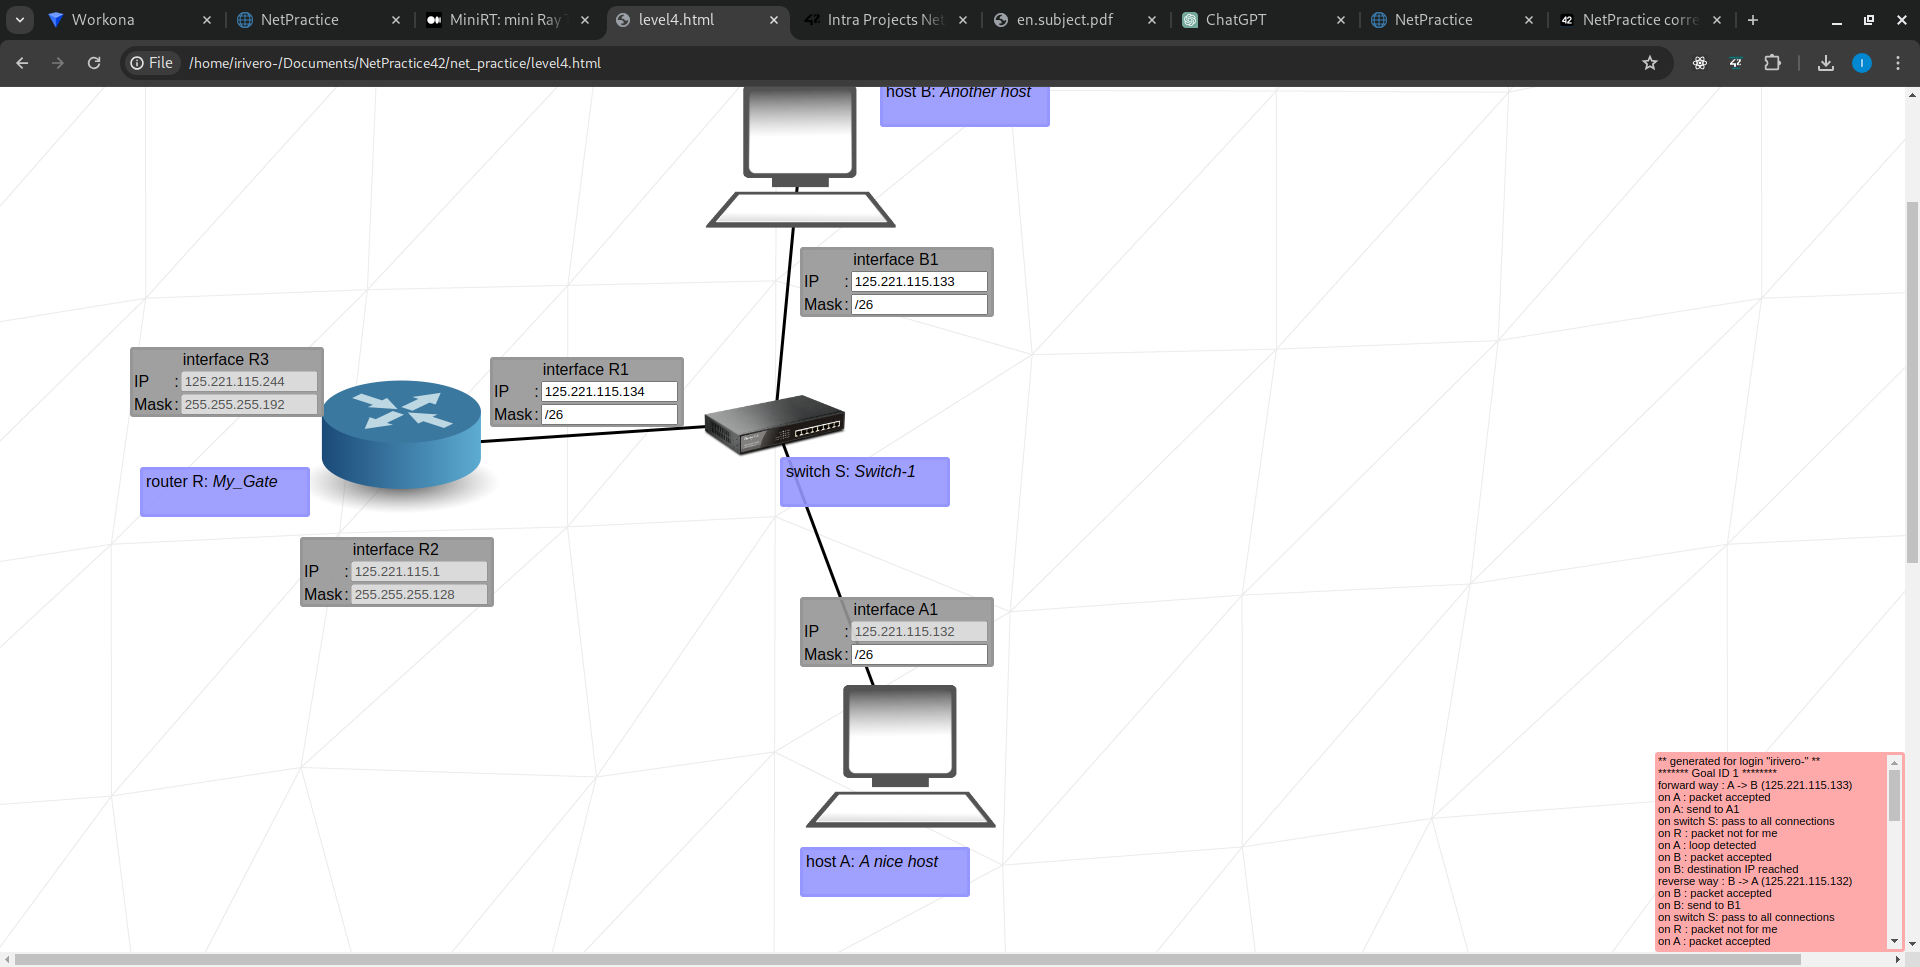 Workona
NetPractice
MiniRT: mini Ray
level4.html
Intra Projects Net
en.subject.pdf
ChatGPT
NetPractice
42
NetPractice corre
File
/home/irivero-/Documents/NetPractice42/net_practice/level4.html
I
host B: Another host
interface B1
IP : 125.221.115.133
Mask : /26
interface R3
IP : 125.221.115.244
Mask : 255.255.255.192
interface R1
IP : 125.221.115.134
Mask : /26
switch S: Switch-1
router R: My_Gate
interface R2
IP : 125.221.115.1
Mask : 255.255.255.128
interface A1
IP : 125.221.115.132
Mask : /26
host A: A nice host
** generated for login "irivero-" **
******* Goal ID 1 ********
forward way : A -> B (125.221.115.133)
on A : packet accepted
on A: send to A1
on switch S: pass to all connections
on R : packet not for me
on A : loop detected
on B : packet accepted
on B: destination IP reached
reverse way : B -> A (125.221.115.132)
on B : packet accepted
on B: send to B1
on switch S: pass to all connections
on R : packet not for me
on A : packet accepted